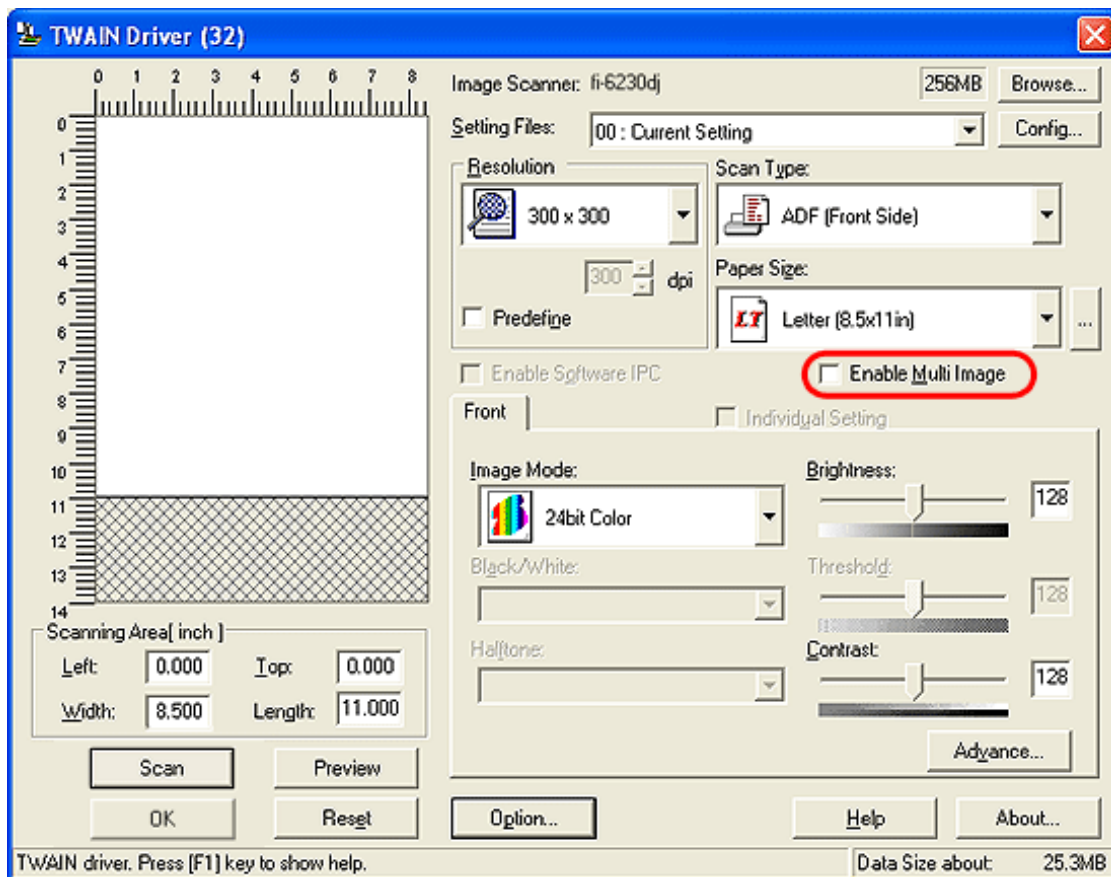 TWAIN Driver (32)
0 1 2 3 4 5 6 7 8
0
1
2
3
4
5
6
7
8
9
10
11
12
13
14
Scanning Area[ inch ]
Left: 0.000 Top: 0.000
Width: 8.500 Length: 11.000
Scan Preview
OK Reset
Image Scanner: fi-6230dj 256MB Browse...
Setting Files: 00 : Current Setting Config...
Resolution Scan Type:
300 x 300 ADF (Front Side)
300 dpi Paper Size:
Predefine LT Letter (8.5x11in) ...
Enable Software IPC Enable Multi Image
Front Individual Setting
Image Mode: Brightness:
24bit Color 128
Black/White: Threshold:
128
Halftone: Contrast:
128
Advance...
Option... Help About...
TWAIN driver. Press [F1] key to show help. Data Size about: 25.3MB